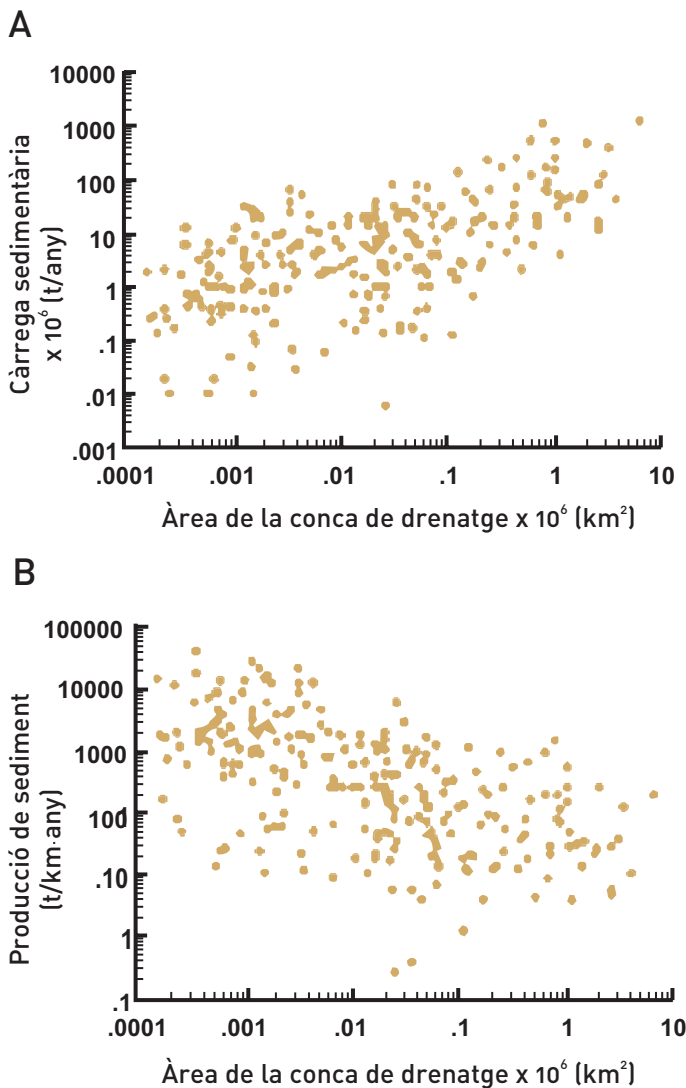 A
10000
1000
100
10
1
.1
.01
.001
Càrrega sedimentària
x 10⁶ (t/any)
.0001 .001 .01 .1 1 10
Àrea de la conca de drenatge x 10⁶ (km²)
B
100000
10000
1000
100
.10
1
.1
Producció de sediment
(t/km·any)
.0001 .001 .01 .1 1 10
Àrea de la conca de drenatge x 10⁶ (km²)